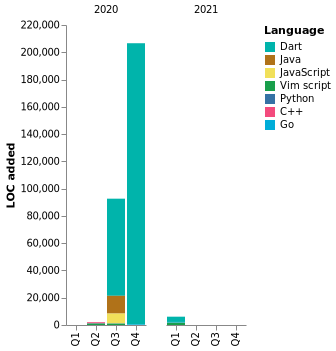 2020
2021
Language
Dart
Java
JavaScript
Vim script
Python
C++
Go
LOC added
220,000
200,000
180,000
160,000
140,000
120,000
100,000
80,000
60,000
40,000
20,000
0
Q1 Q2 Q3 Q4 Q1 Q2 Q3 Q4